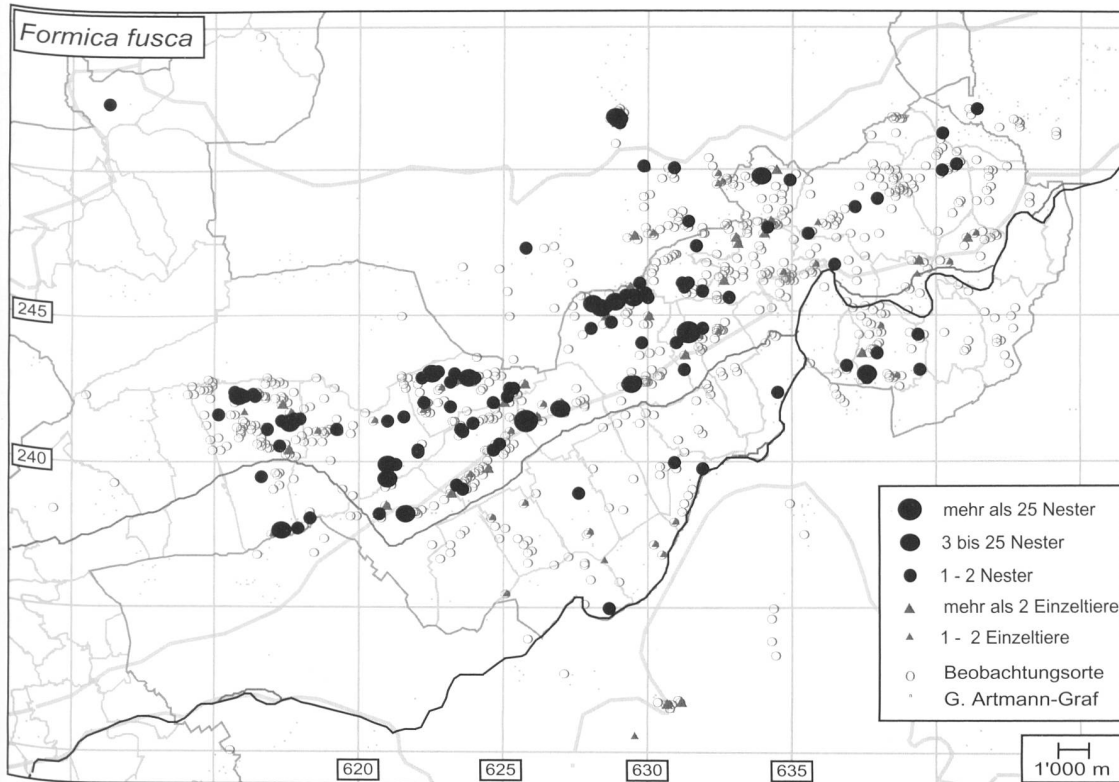 Formica fusca
245
240
mehr als 25 Nester
3 bis 25 Nester
1 - 2 Nester
mehr als 2 Einzeltiere
1 - 2 Einzeltiere
Beobachtungsorte
G. Artmann-Graf
620
625
630
635
1'000 m